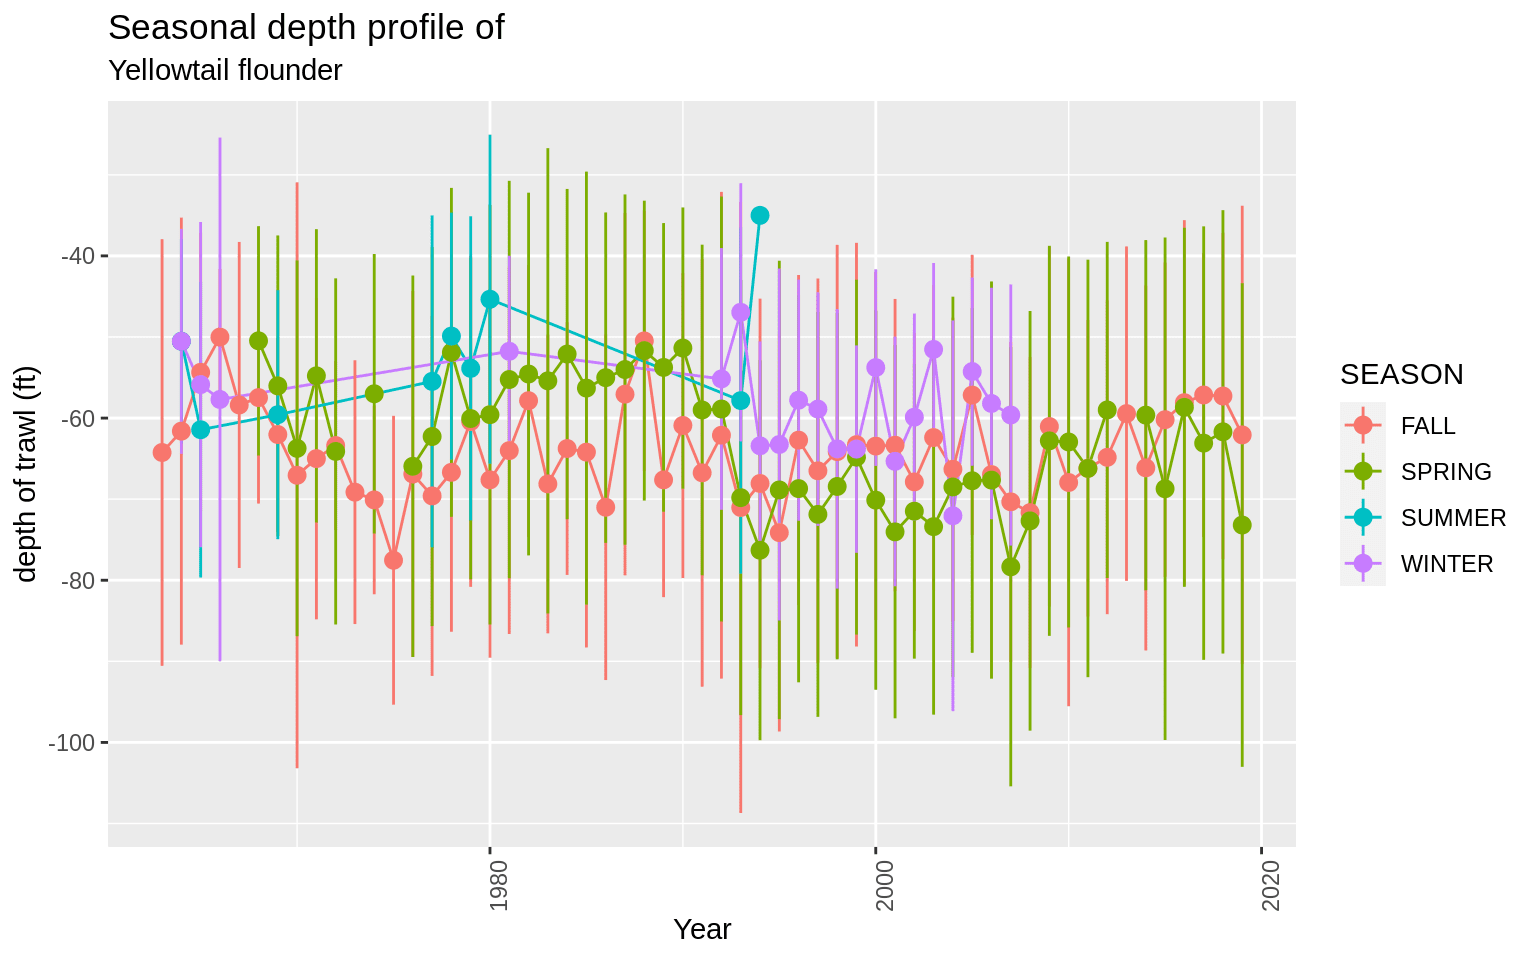 Seasonal depth profile of
Yellowtail flounder
depth of trawl (ft)
-40
-60
-80
-100
1980
2000
2020
Year
SEASON
FALL
SPRING
SUMMER
WINTER